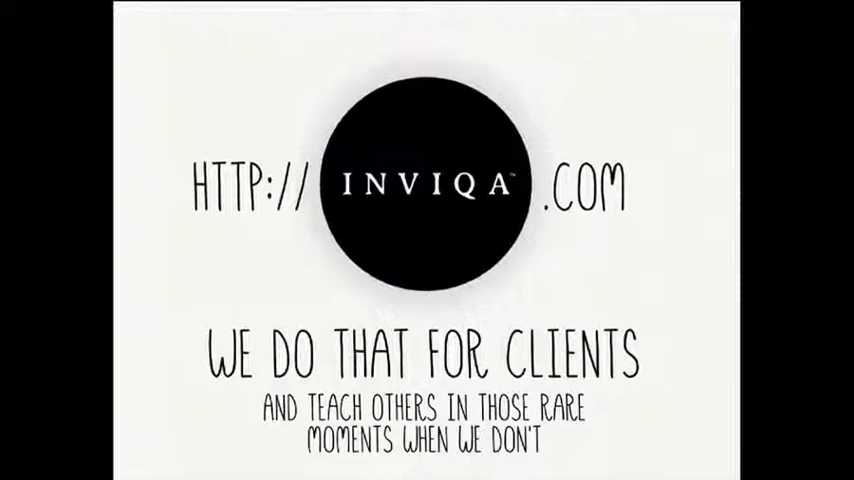 HTTP:// INVIQA™ .COM
WE DO THAT FOR CLIENTS
AND TEACH OTHERS IN THOSE RARE
MOMENTS WHEN WE DON'T